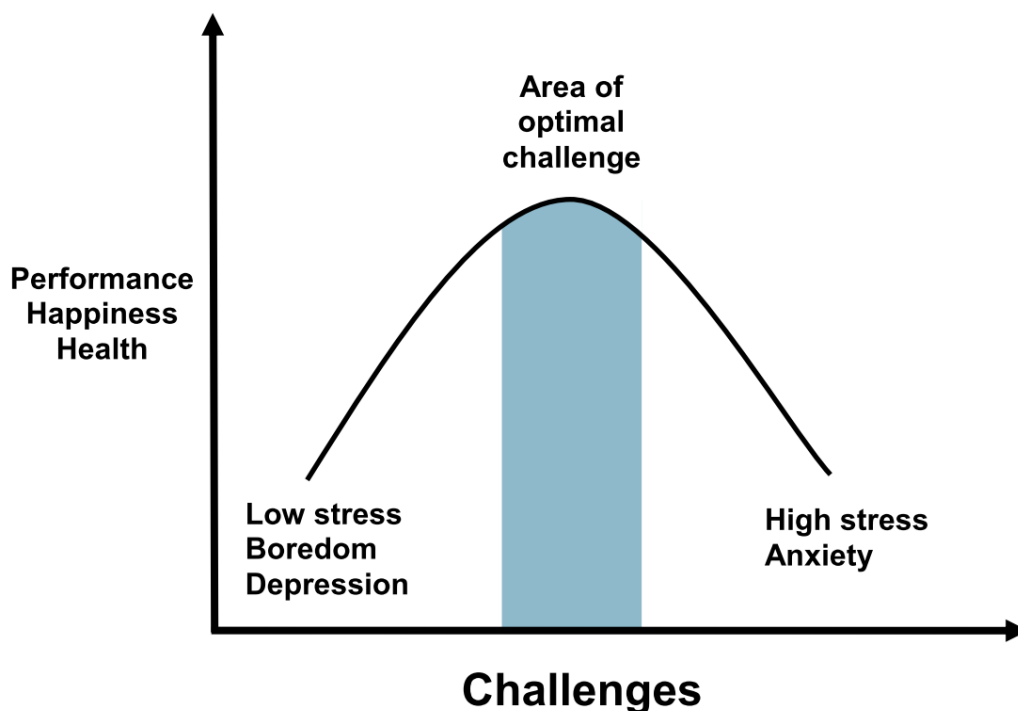 Area of
optimal
challenge
Performance
Happiness
Health
Low stress
Boredom
Depression
High stress
Anxiety
Challenges